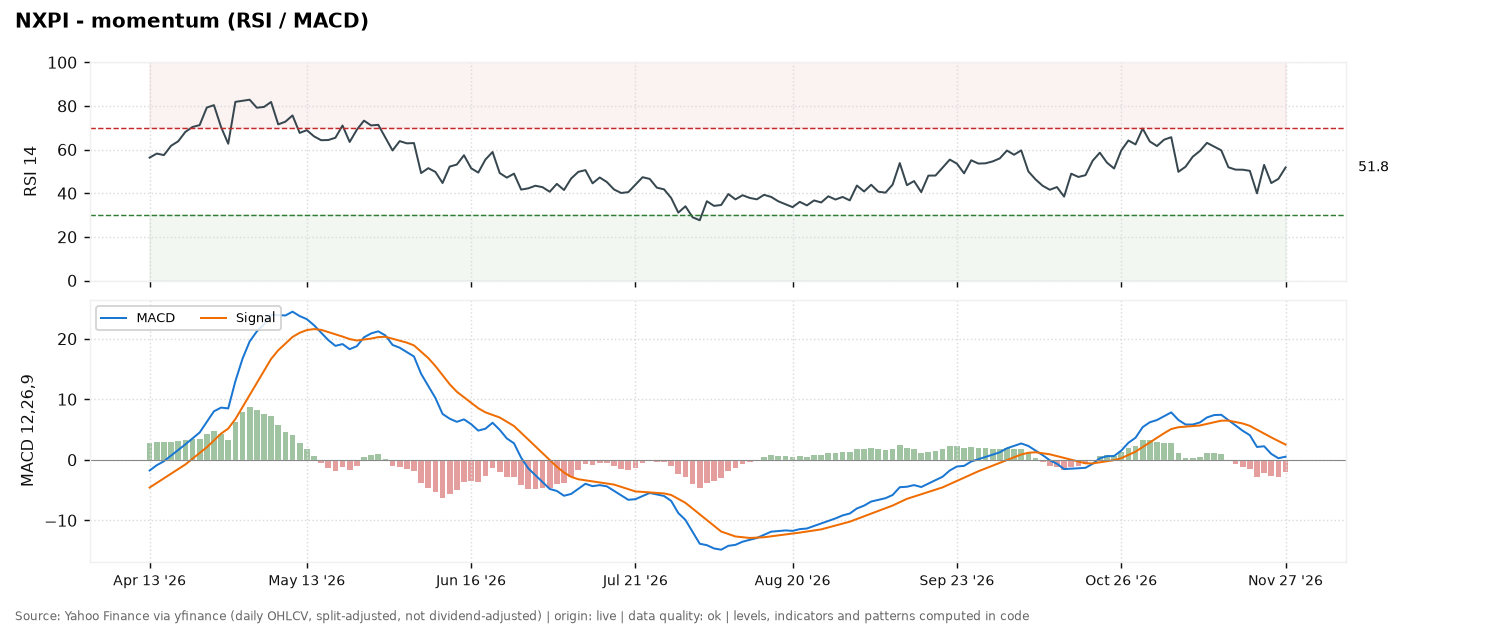 NXPI - momentum (RSI / MACD)
100
80
60
40
20
0
RSI 14
51.8
MACD
Signal
20
10
0
−10
MACD 12,26,9
Apr 13 '26
May 13 '26
Jun 16 '26
Jul 21 '26
Aug 20 '26
Sep 23 '26
Oct 26 '26
Nov 27 '26
Source: Yahoo Finance via yfinance (daily OHLCV, split-adjusted, not dividend-adjusted) | origin: live | data quality: ok | levels, indicators and patterns computed in code